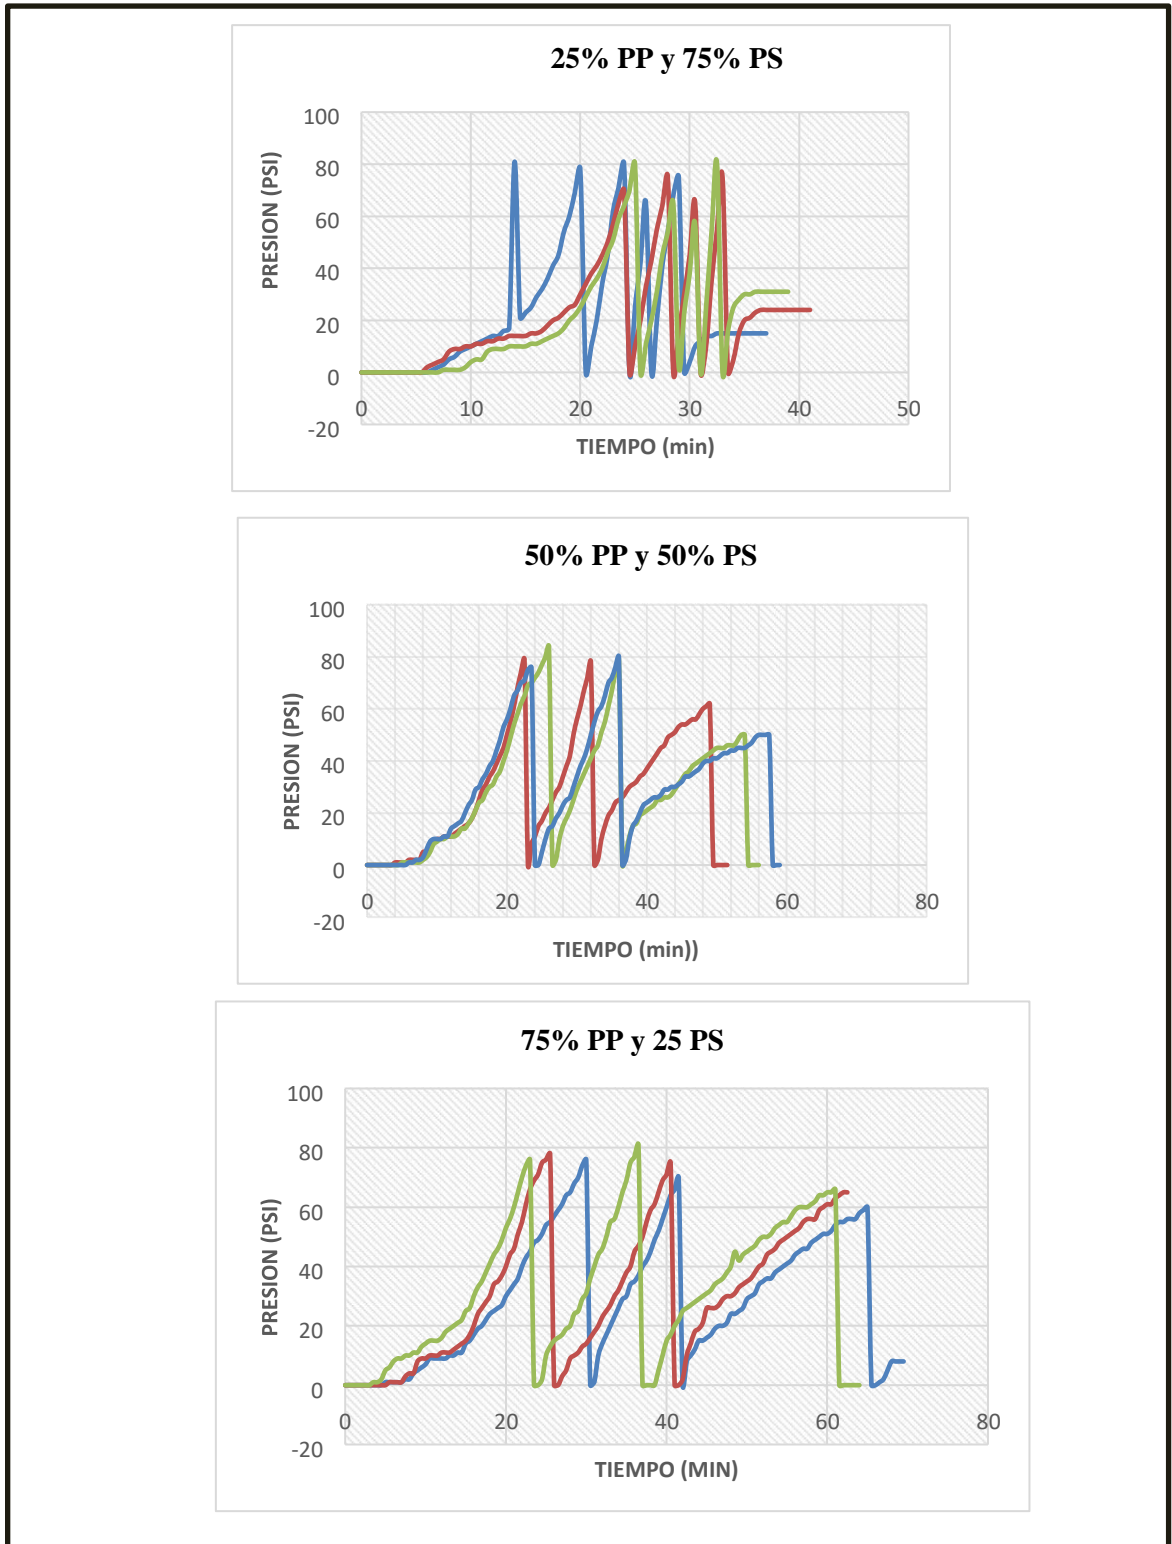 25% PP y 75% PS
100
80
60
40
20
0
-20
PRESION (PSI)
0 10 20 30 40 50
TIEMPO (min)
50% PP y 50% PS
100
80
60
40
20
0
-20
PRESION (PSI)
0 20 40 60 80
TIEMPO (min))
75% PP y 25 PS
100
80
60
40
20
0
-20
PRESION (PSI)
0 20 40 60 80
TIEMPO (MIN)